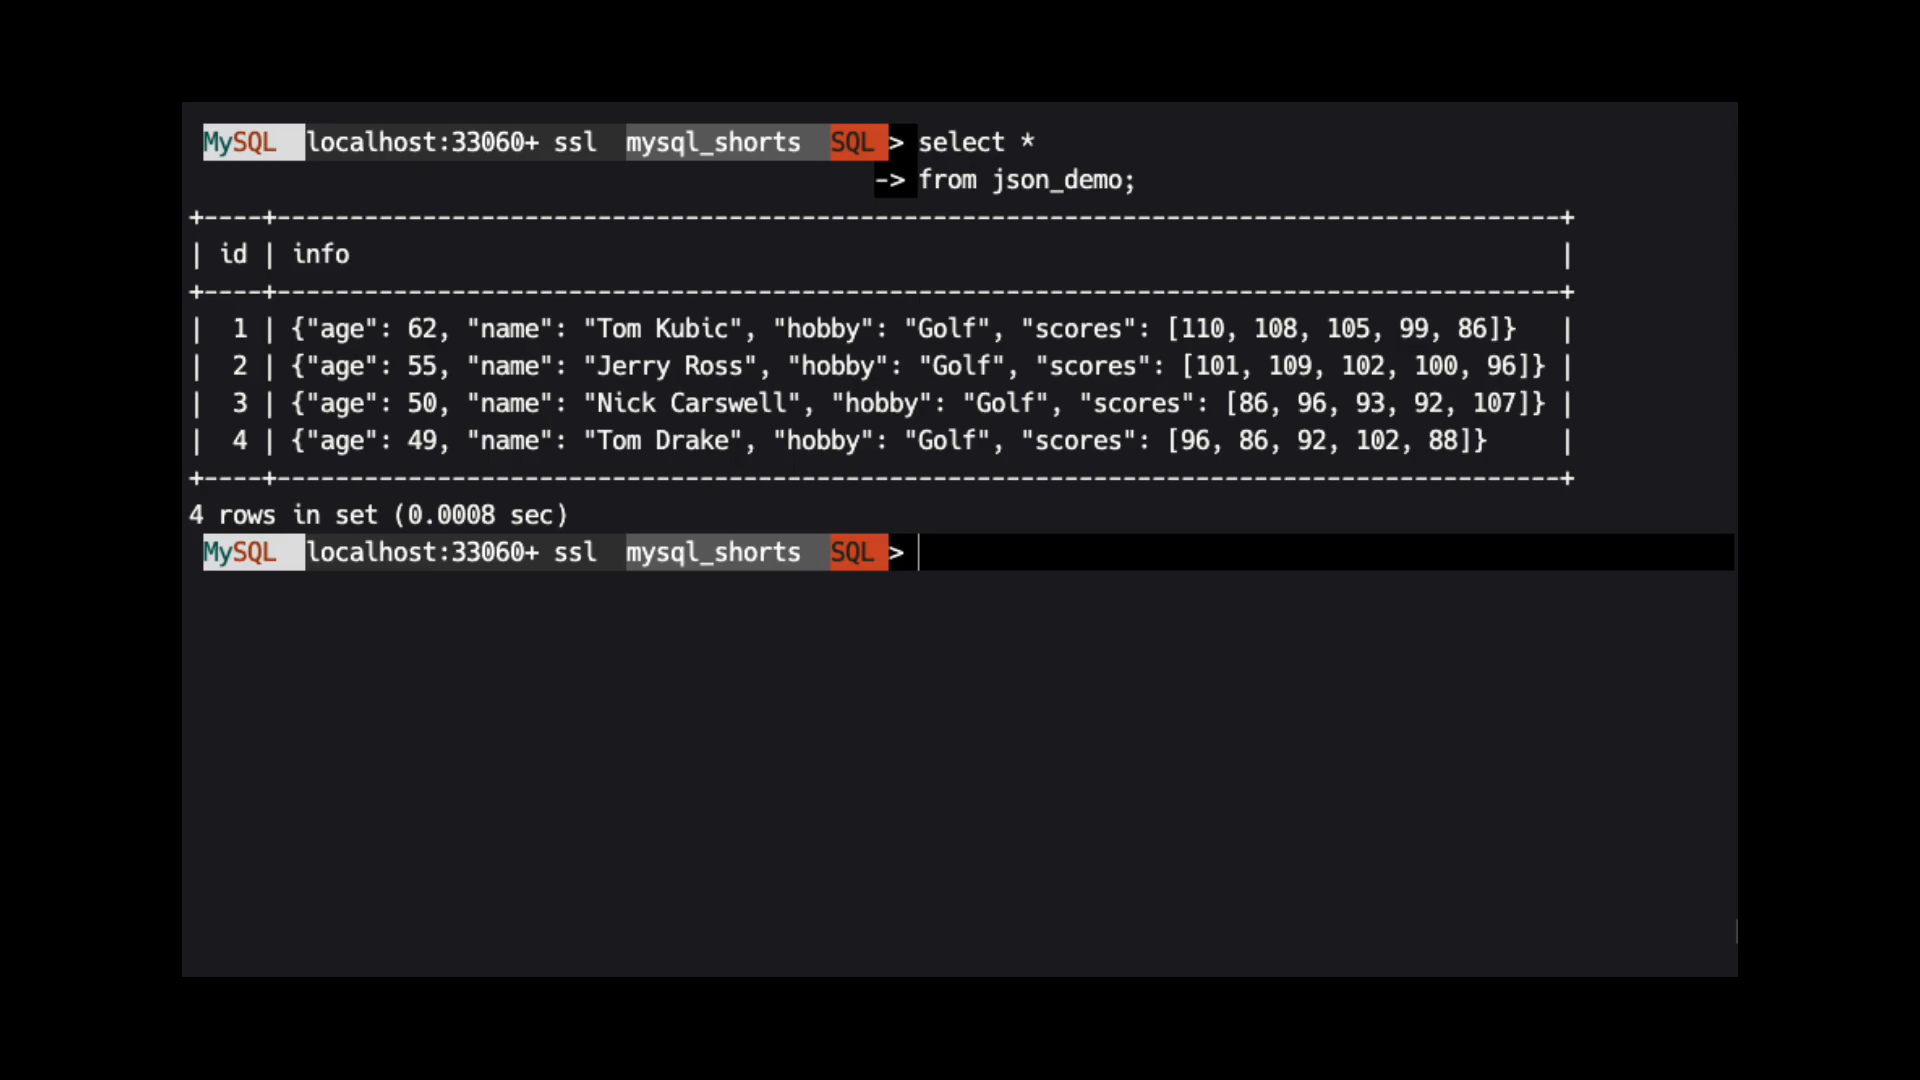 MySQL localhost:33060+ ssl mysql_shorts SQL > select *
-> from json_demo;
+----+----------------------------------------------------------------------------------------+
| id | info                                                                                   |
+----+----------------------------------------------------------------------------------------+
|  1 | {"age": 62, "name": "Tom Kubic", "hobby": "Golf", "scores": [110, 108, 105, 99, 86]}   |
|  2 | {"age": 55, "name": "Jerry Ross", "hobby": "Golf", "scores": [101, 109, 102, 100, 96]} |
|  3 | {"age": 50, "name": "Nick Carswell", "hobby": "Golf", "scores": [86, 96, 93, 92, 107]} |
|  4 | {"age": 49, "name": "Tom Drake", "hobby": "Golf", "scores": [96, 86, 92, 102, 88]}     |
+----+----------------------------------------------------------------------------------------+
4 rows in set (0.0008 sec)
MySQL localhost:33060+ ssl mysql_shorts SQL >